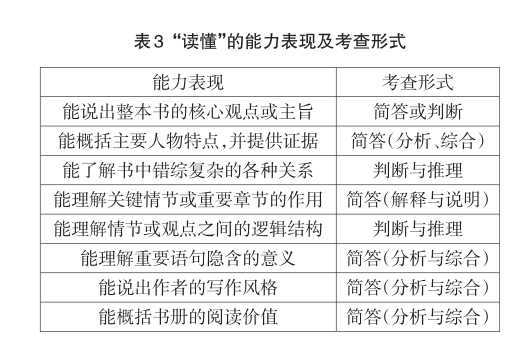 表3 “读懂”的能力表现及考查形式
能力表现 考查形式
能说出整本书的核心观点或主旨 简答或判断
能概括主要人物特点,并提供证据 简答(分析、综合)
能了解书中错综复杂的各种关系 判断与推理
能理解关键情节或重要章节的作用 简答(解释与说明)
能理解情节或观点之间的逻辑结构 判断与推理
能理解重要语句隐含的意义 简答(分析与综合)
能说出作者的写作风格 简答(分析与综合)
能概括书册的阅读价值 简答(分析与综合)